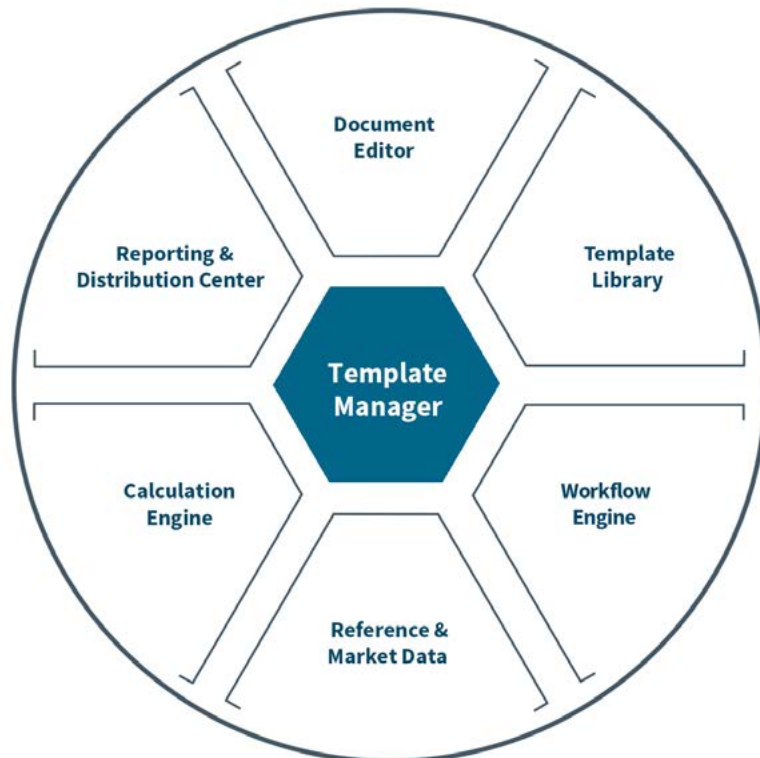 Document
Editor
Reporting &
Distribution Center
Template
Library
Template
Manager
Calculation
Engine
Workflow
Engine
Reference &
Market Data